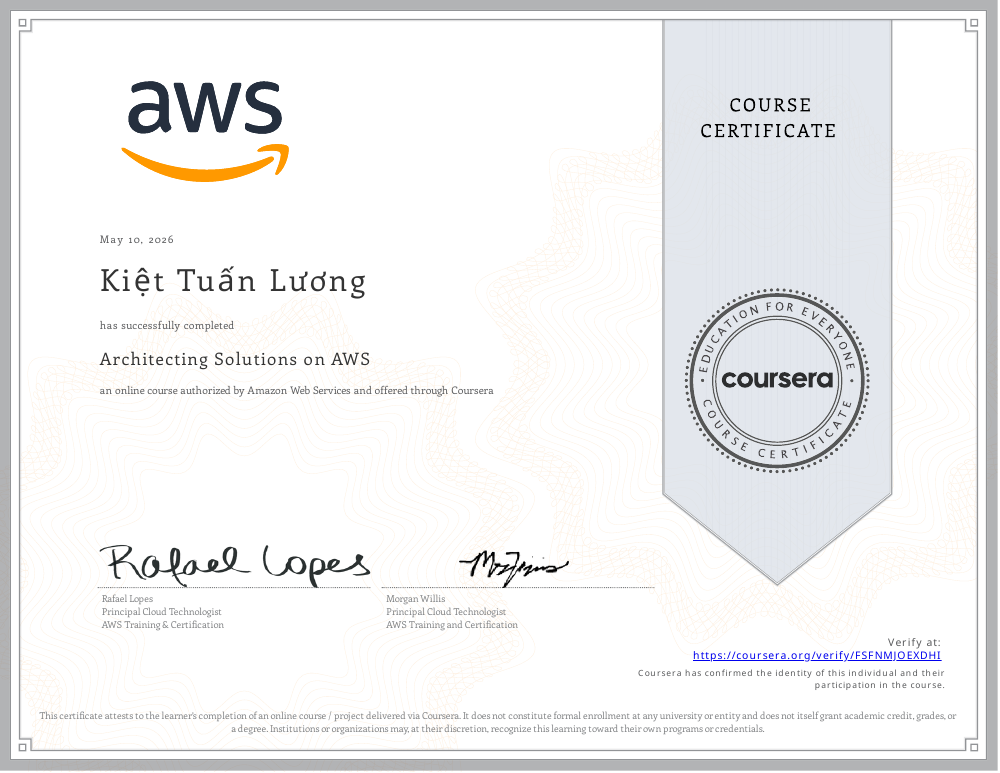 aws
COURSE
CERTIFICATE
May 10, 2026
Kiệt Tuấn Lương
has successfully completed
Architecting Solutions on AWS
an online course authorized by Amazon Web Services and offered through Coursera
EDUCATION FOR EVERYONE
coursera
COURSE CERTIFICATE
Rafael Lopes
Rafael Lopes
Principal Cloud Technologist
AWS Training & Certification
Morgan Willis
Principal Cloud Technologist
AWS Training and Certification
Verify at:
https://coursera.org/verify/FSFNMJOEXDHI
Coursera has confirmed the identity of this individual and their
participation in the course.
This certificate attests to the learner's completion of an online course / project delivered via Coursera. It does not constitute formal enrollment at any university or entity and does not itself grant academic credit, grades, or
a degree. Institutions or organizations may, at their discretion, recognize this learning toward their own programs or credentials.